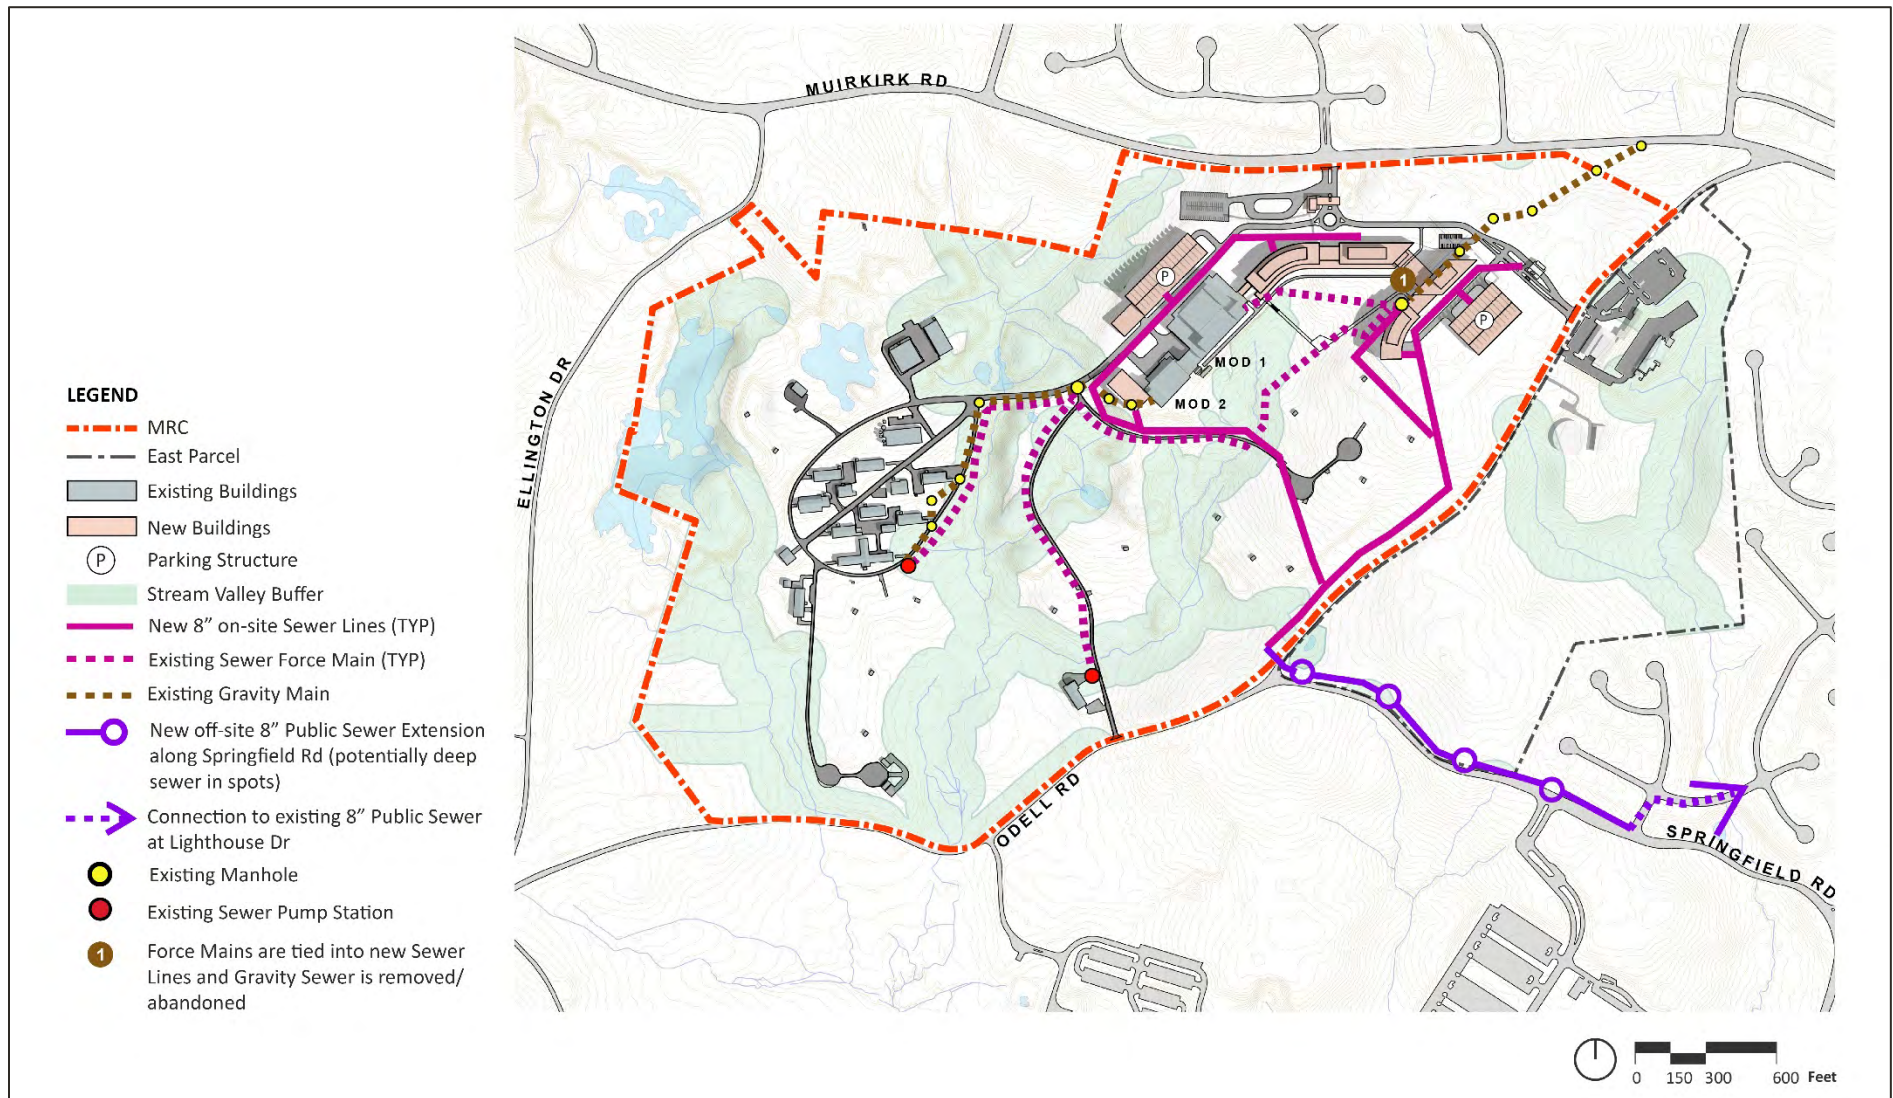 MUIRKIRK RD
ELLINGTON DR
P
1
P
MOD 1
MOD 2
ODELL RD
SPRINGFIELD RD
LEGEND
MRC
East Parcel
Existing Buildings
New Buildings
P Parking Structure
Stream Valley Buffer
New 8” on-site Sewer Lines (TYP)
Existing Sewer Force Main (TYP)
Existing Gravity Main
New off-site 8” Public Sewer Extension
along Springfield Rd (potentially deep
sewer in spots)
Connection to existing 8” Public Sewer
at Lighthouse Dr
Existing Manhole
Existing Sewer Pump Station
1 Force Mains are tied into new Sewer
Lines and Gravity Sewer is removed/
abandoned
0 150 300 600 Feet